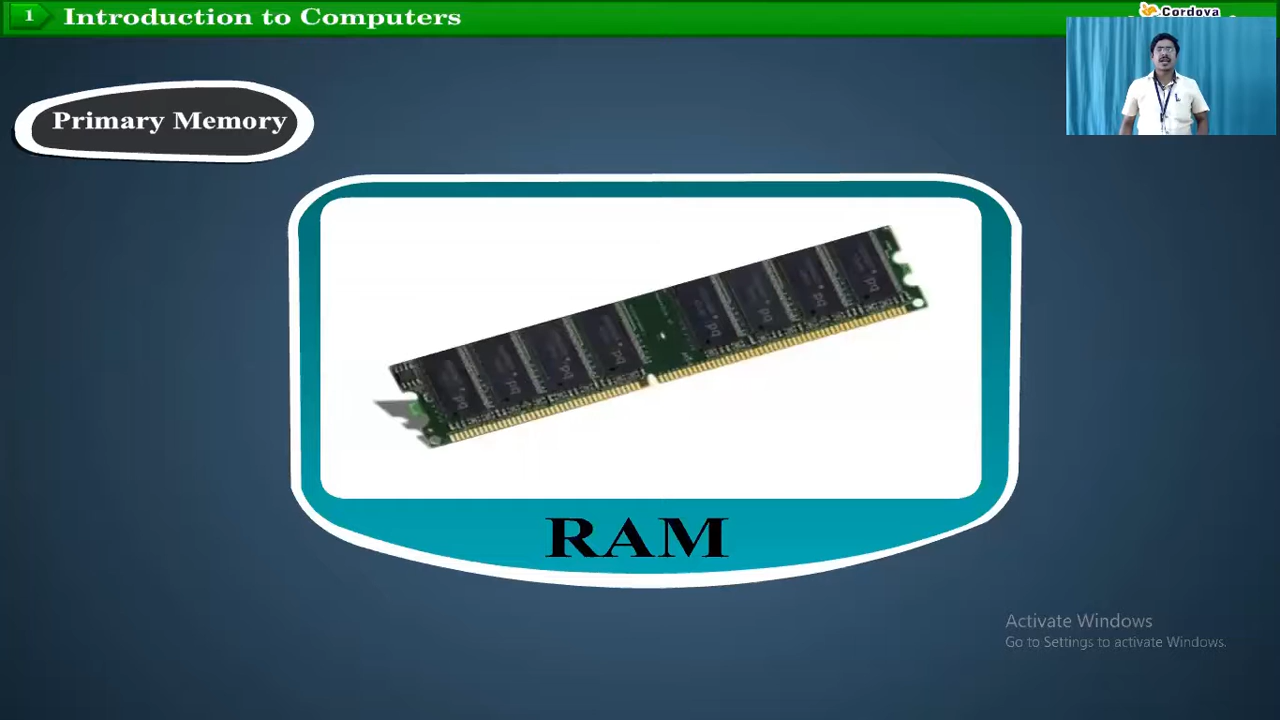 1 Introduction to Computers
Cordova
Primary Memory
RAM
Activate Windows
Go to Settings to activate Windows.